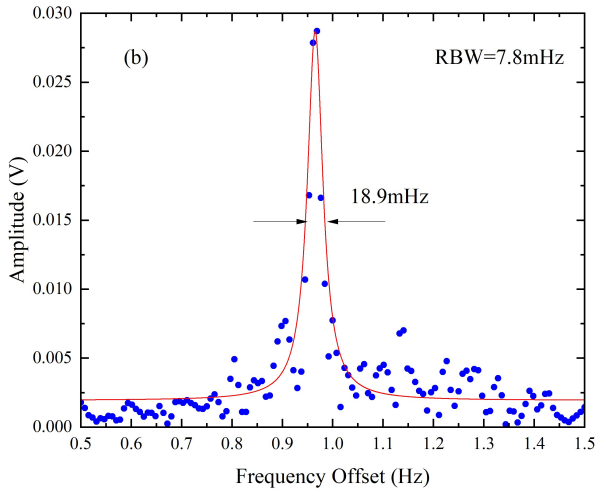 0.030
(b)
RBW=7.8mHz
0.025
0.020
18.9mHz
0.015
0.010
0.005
0.000
Amplitude (V)
0.5 0.6 0.7 0.8 0.9 1.0 1.1 1.2 1.3 1.4 1.5
Frequency Offset (Hz)